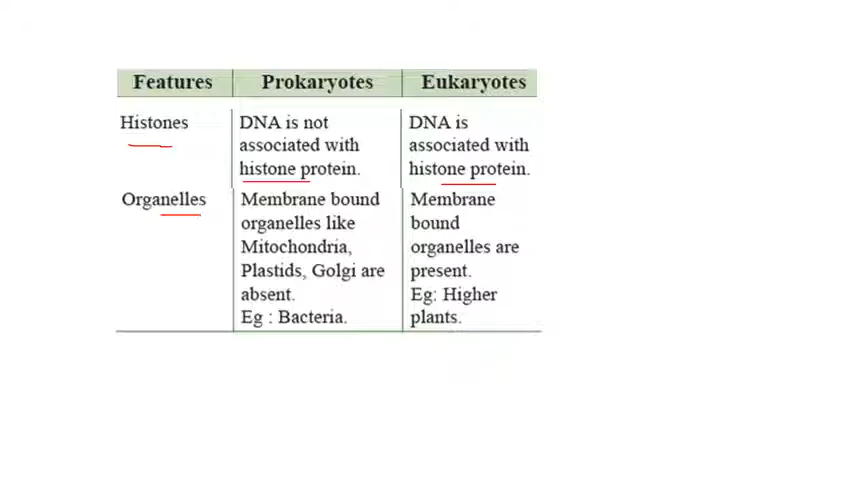 Features Prokaryotes Eukaryotes
Histones
DNA is not
associated with
histone protein.
DNA is
associated with
histone protein.
Organelles
Membrane bound
organelles like
Mitochondria,
Plastids, Golgi are
absent.
Eg : Bacteria.
Membrane
bound
organelles are
present.
Eg: Higher
plants.